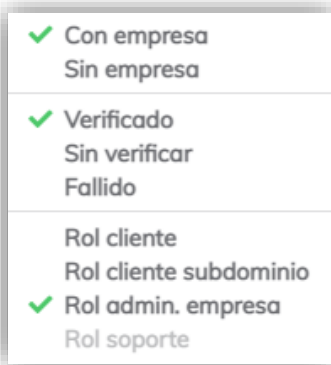 Con empresa
Sin empresa
Verificado
Sin verificar
Fallido
Rol cliente
Rol cliente subdominio
Rol admin. empresa
Rol soporte